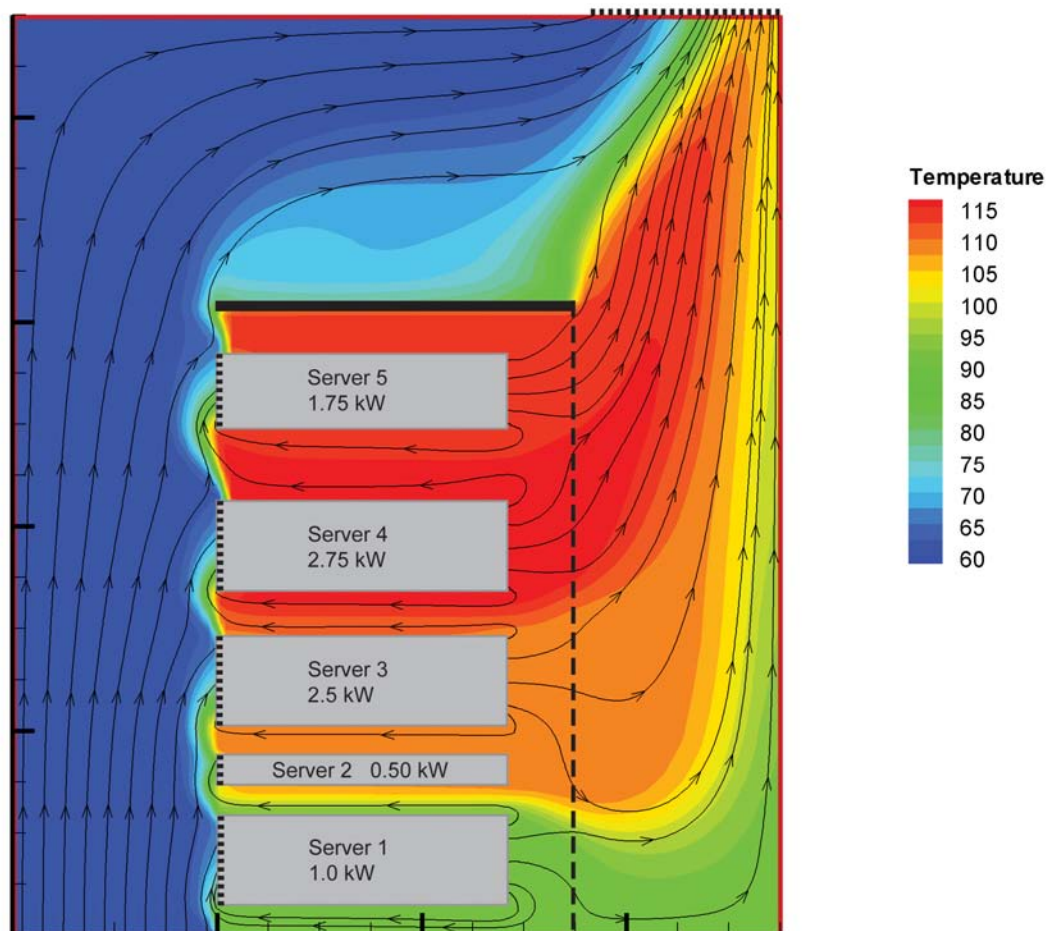 Server 5
1.75 kW
Server 4
2.75 kW
Server 3
2.5 kW
Server 2 0.50 kW
Server 1
1.0 kW
Temperature
115
110
105
100
95
90
85
80
75
70
65
60